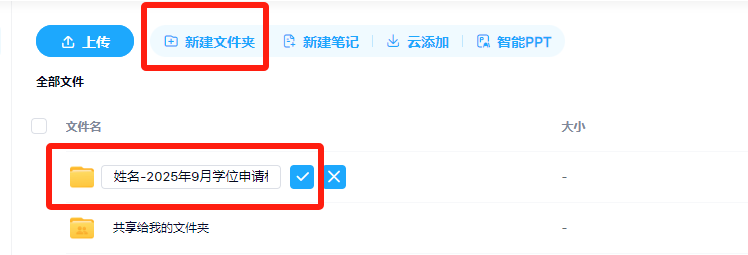 上传 新建文件夹 新建笔记 云添加 智能PPT
全部文件
文件名 大小
姓名-2025年9月学位申请 -
共享给我的文件夹 -